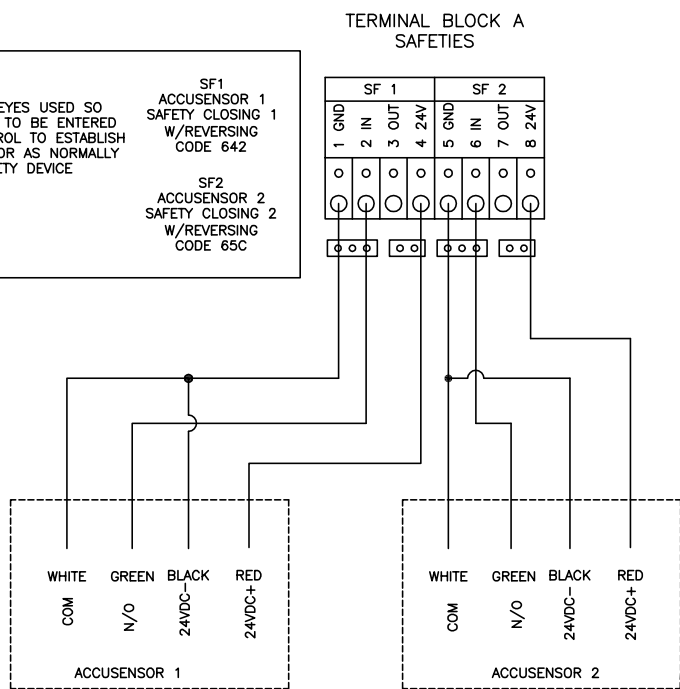 TERMINAL BLOCK A
SAFETIES
EYES USED SO
TO BE ENTERED
ROL TO ESTABLISH
OR AS NORMALLY
ETY DEVICE
SF1
ACCUSENSOR 1
SAFETY CLOSING 1
W/REVERSING
CODE 642
SF2
ACCUSENSOR 2
SAFETY CLOSING 2
W/REVERSING
CODE 65C
SF 1 SF 2
1 GND 2 IN 3 OUT 4 24V 5 GND 6 IN 7 OUT 8 24V
WHITE GREEN BLACK RED
COM N/O 24VDC− 24VDC+
ACCUSENSOR 1
WHITE GREEN BLACK RED
COM N/O 24VDC− 24VDC+
ACCUSENSOR 2